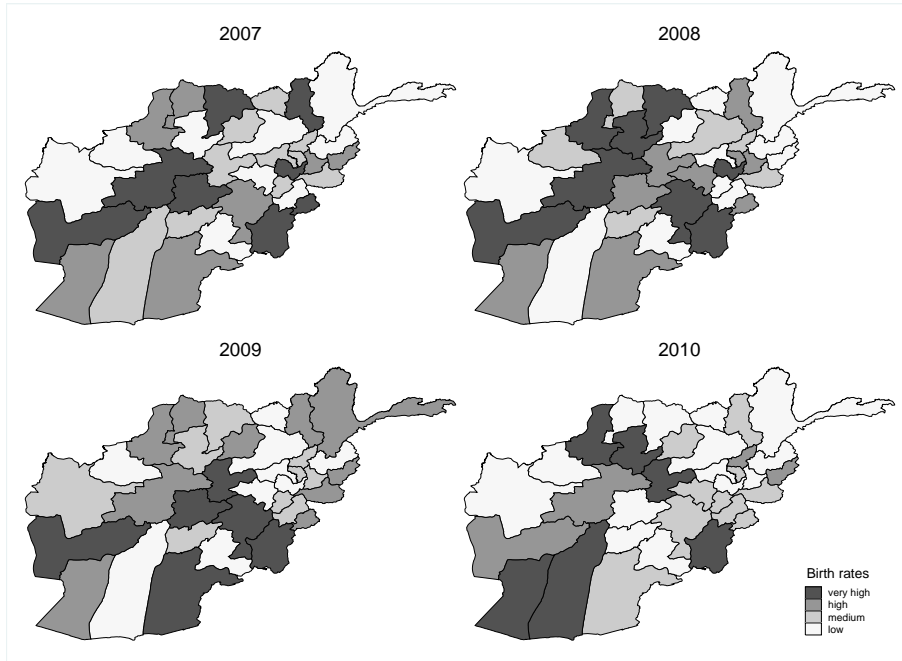 2007
2008
2009
2010
Birth rates
very high
high
medium
low